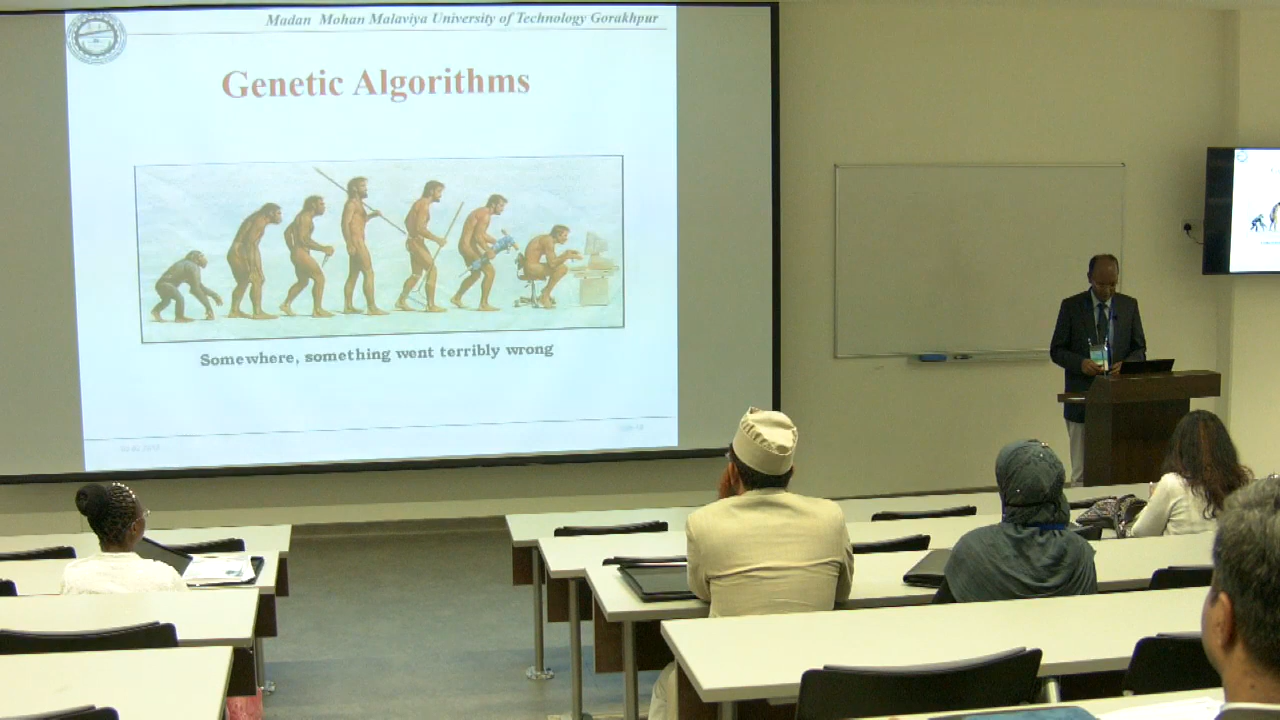 Madan Mohan Malaviya University of Technology Gorakhpur
Genetic Algorithms
Somewhere, something went terribly wrong